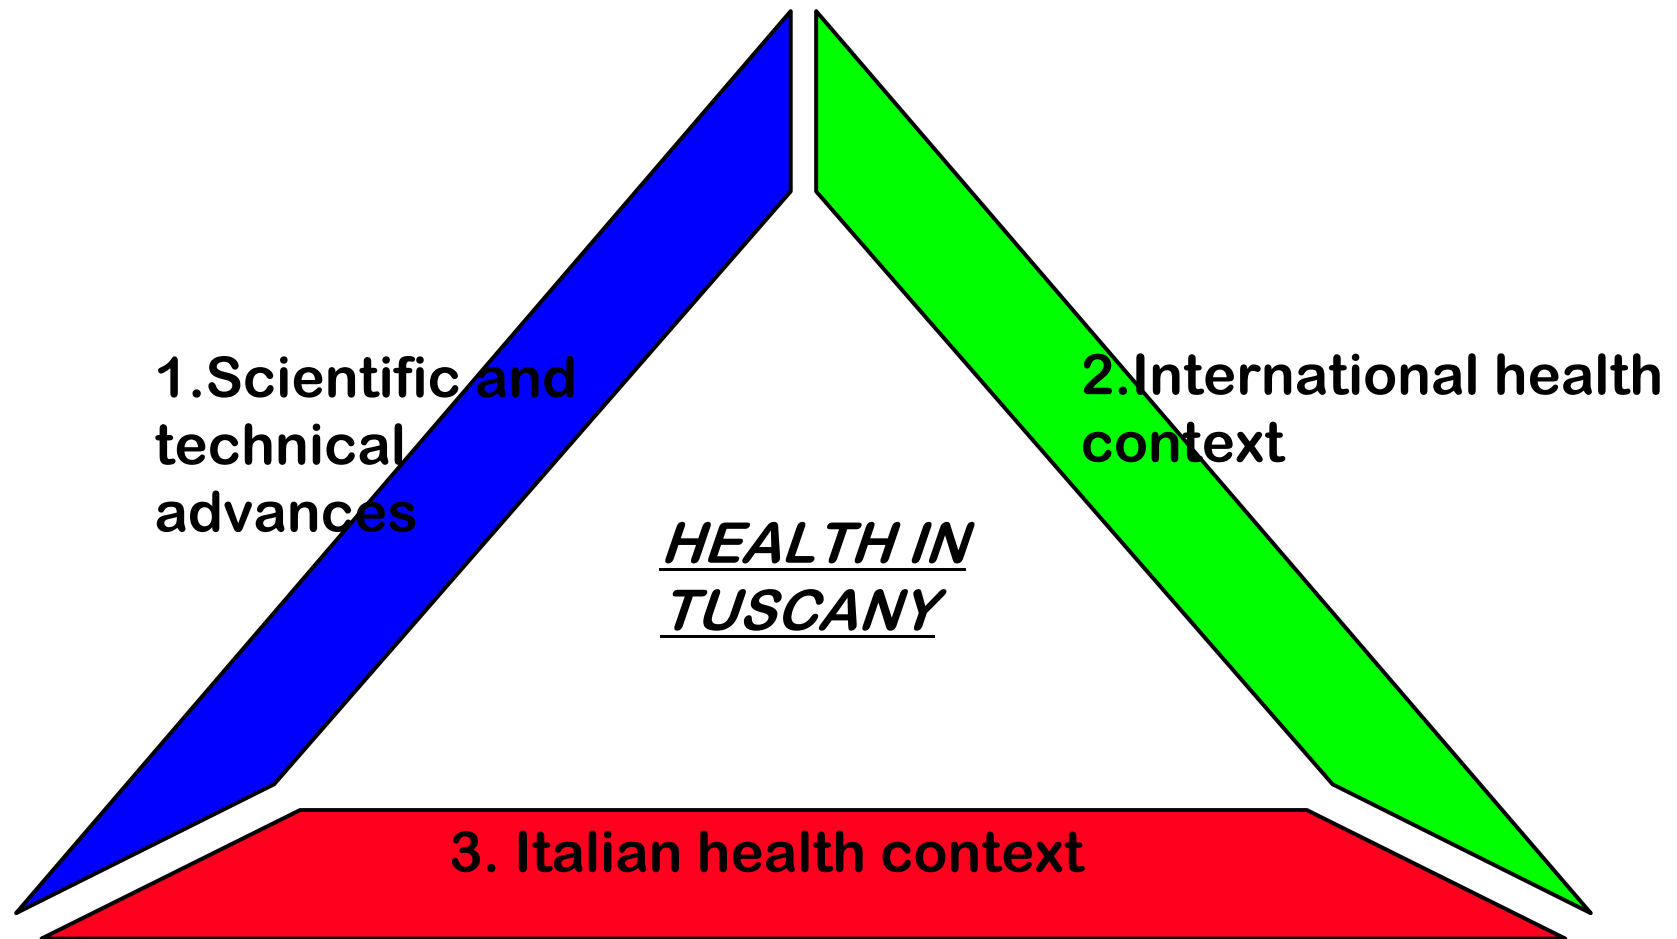 1.Scientific and
technical
advances
2.International health
context
HEALTH IN
TUSCANY
3. Italian health context